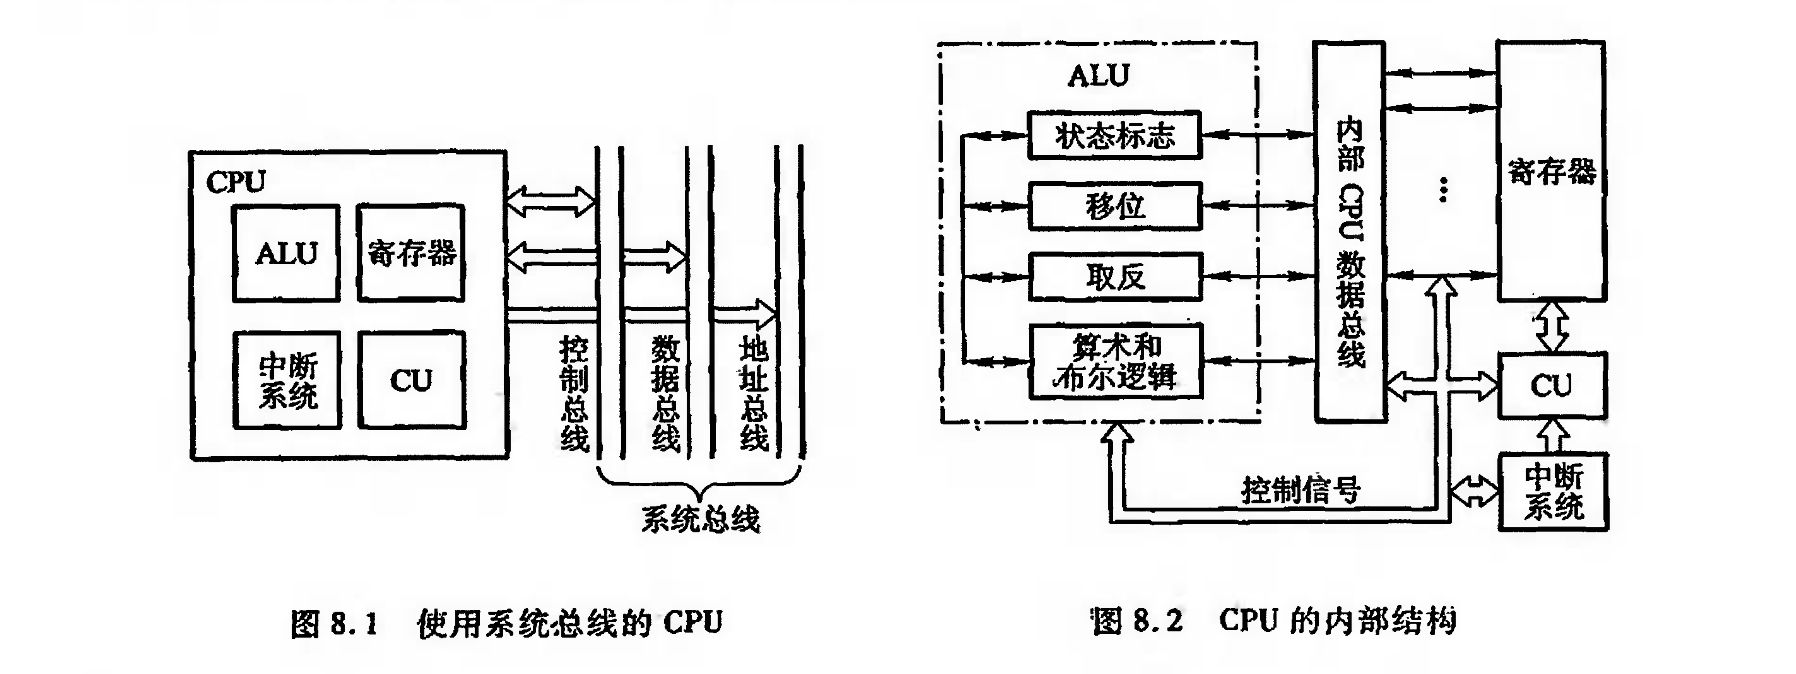 CPU
ALU
寄存器
中断
系统
CU
控制总线
数据总线
地址总线
系统总线
图 8.1 使用系统总线的 CPU
ALU
状态标志
移位
取反
算术和
布尔逻辑
内部 CPU 数据总线
…
寄存器
CU
中断
系统
控制信号
图 8.2 CPU 的内部结构